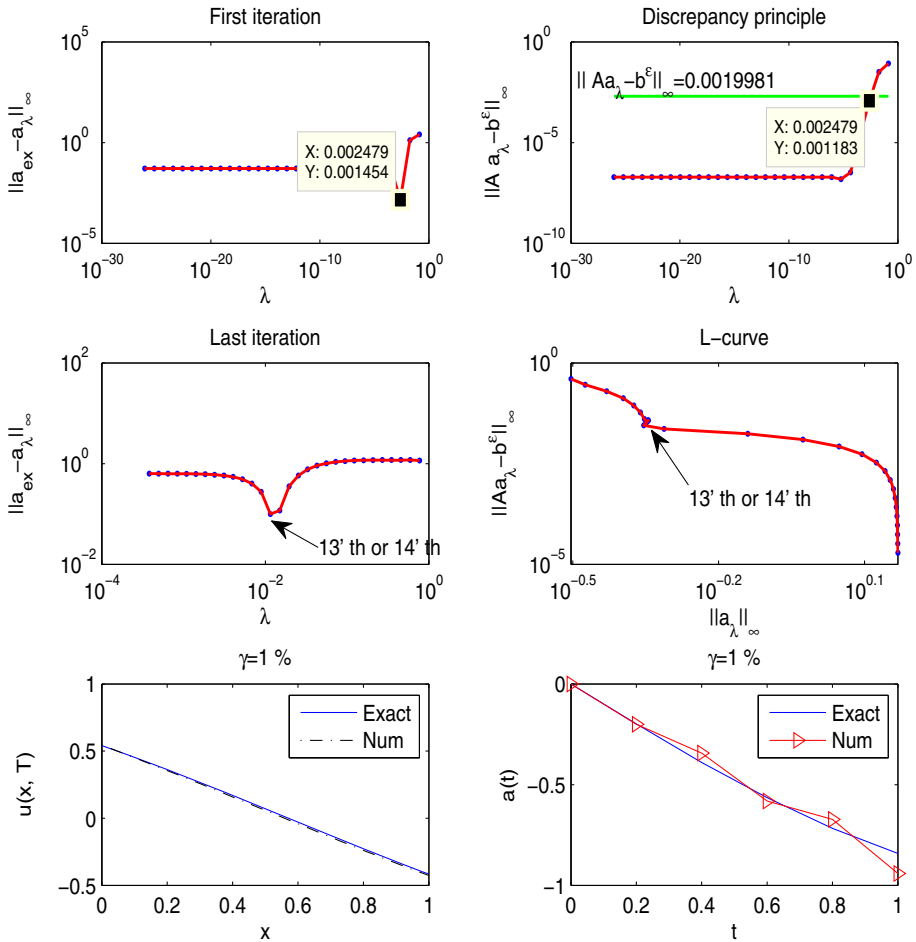 First iteration
||a_ex−a_λ||_∞
10^5
10^0
10^−5
X: 0.002479
Y: 0.001454
10^−30
10^−20
10^−10
10^0
λ
Discrepancy principle
||A a_λ−b^ε||_∞
10^0
10^−5
10^−10
|| Aa_λ−b^ε||_∞=0.0019981
X: 0.002479
Y: 0.001183
10^−30
10^−20
10^−10
10^0
λ
Last iteration
||a_ex−a_λ||_∞
10^2
10^0
10^−2
13' th or 14' th
10^−4
10^−2
10^0
λ
L−curve
||Aa_λ−b^ε||_∞
10^0
10^−5
13' th or 14' th
10^−0.5
10^−0.2
10^0.1
||a_λ||_∞
γ=1 %
u(x, T)
1
0.5
0
−0.5
Exact
Num
0
0.2
0.4
0.6
0.8
1
x
γ=1 %
a(t)
0
−0.5
−1
Exact
Num
0
0.2
0.4
0.6
0.8
1
t